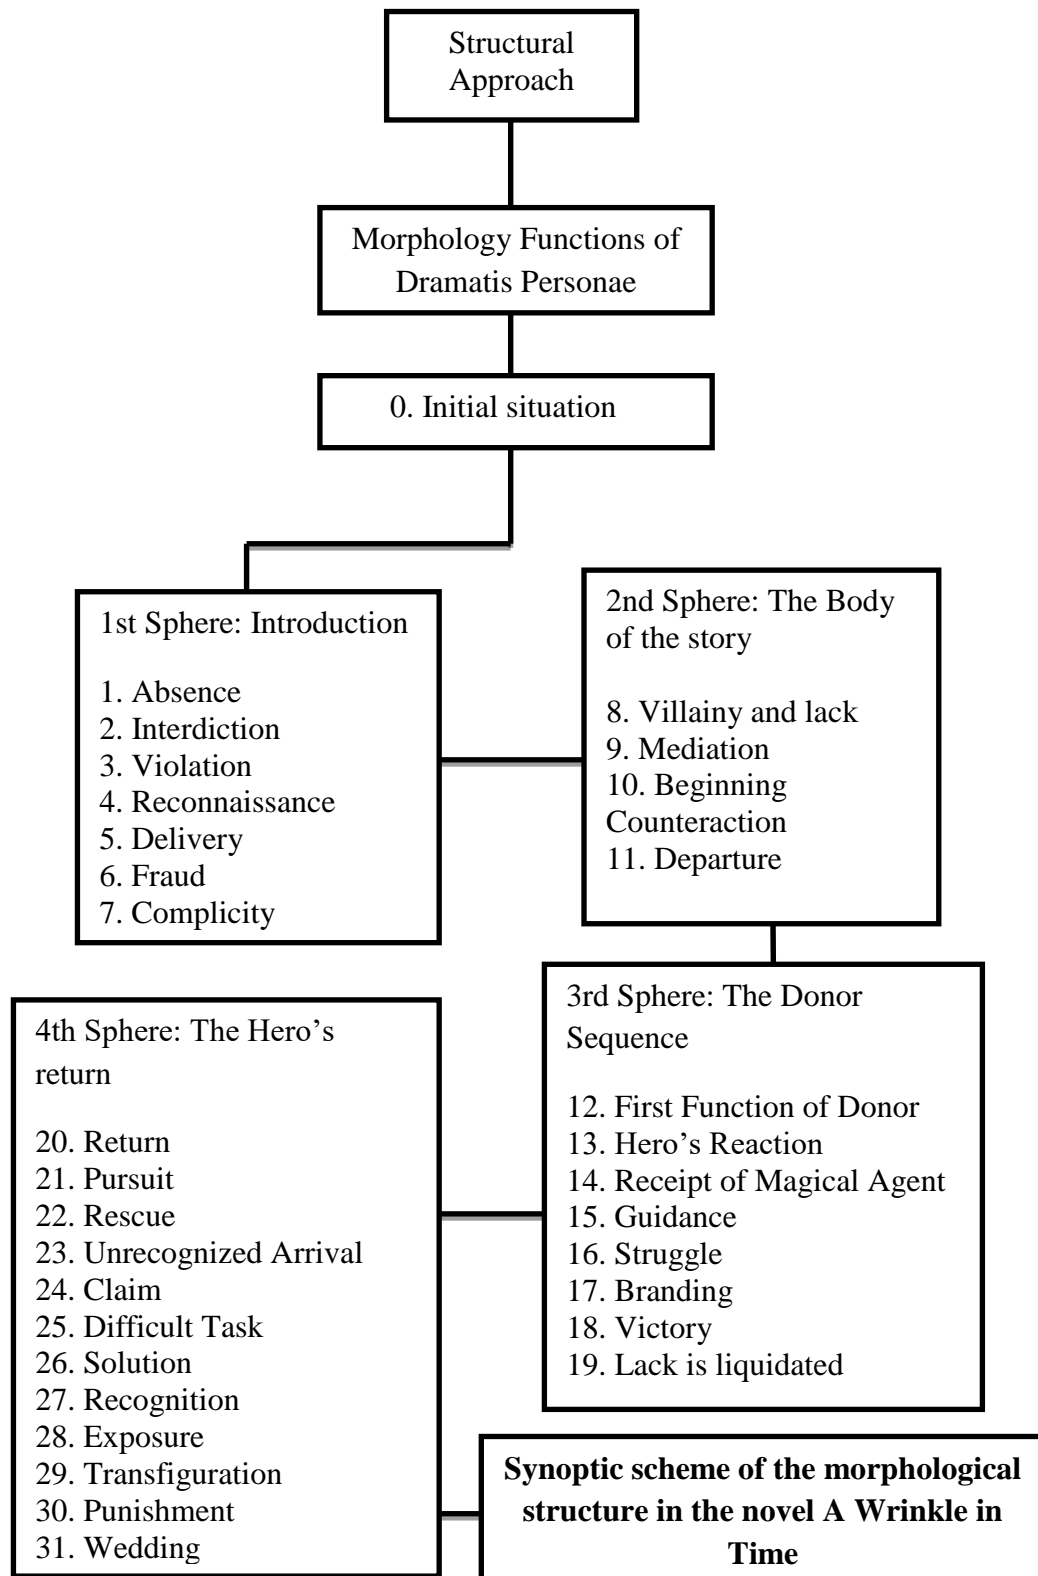 Structural
Approach
Morphology Functions of
Dramatis Personae
0. Initial situation
1st Sphere: Introduction
1. Absence
2. Interdiction
3. Violation
4. Reconnaissance
5. Delivery
6. Fraud
7. Complicity
2nd Sphere: The Body
of the story
8. Villainy and lack
9. Mediation
10. Beginning
Counteraction
11. Departure
3rd Sphere: The Donor
Sequence
12. First Function of Donor
13. Hero’s Reaction
14. Receipt of Magical Agent
15. Guidance
16. Struggle
17. Branding
18. Victory
19. Lack is liquidated
4th Sphere: The Hero’s
return
20. Return
21. Pursuit
22. Rescue
23. Unrecognized Arrival
24. Claim
25. Difficult Task
26. Solution
27. Recognition
28. Exposure
29. Transfiguration
30. Punishment
31. Wedding
Synoptic scheme of the morphological
structure in the novel A Wrinkle in
Time